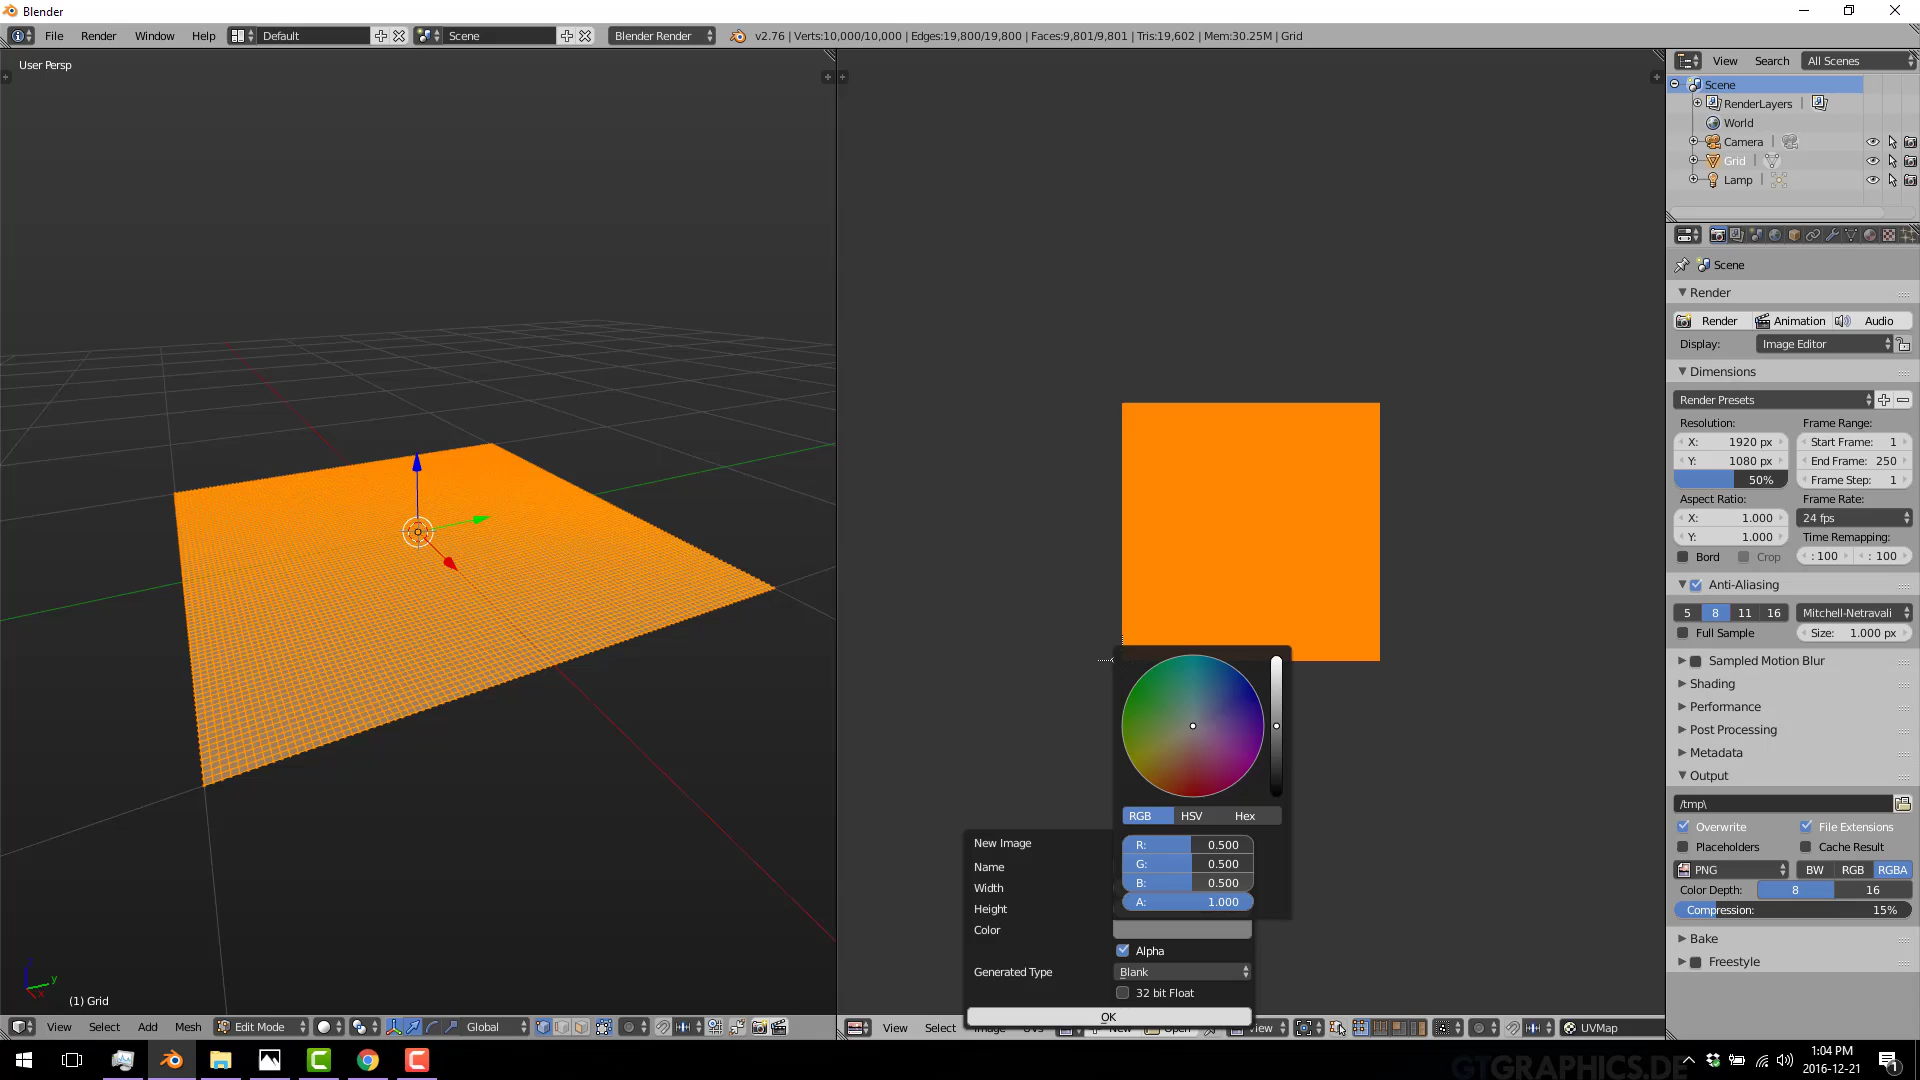 Blender
File Render Window Help Default Scene Blender Render v2.76 | Verts:10,000/10,000 | Edges:19,800/19,800 | Faces:9,801/9,801 | Tris:19,602 | Mem:30.25M | Grid
User Persp
(1) Grid
View Select Add Mesh Edit Mode Global
RGB HSV Hex
R: 0.500
G: 0.500
B: 0.500
A: 1.000
New Image
Name
Width
Height
Color
Alpha
Generated Type Blank
32 bit Float
OK
View Select Image UVs New Open View UVMap
View Search All Scenes
Scene
RenderLayers |
World
Camera |
Grid |
Lamp |
Scene
Render
Render Animation Audio
Display: Image Editor
Dimensions
Render Presets
Resolution: Frame Range:
X: 1920 px Start Frame: 1
Y: 1080 px End Frame: 250
50% Frame Step: 1
Aspect Ratio: Frame Rate:
X: 1.000 24 fps
Y: 1.000 Time Remapping:
Bord Crop : 100 : 100
Anti-Aliasing
5 8 11 16 Mitchell-Netravali
Full Sample Size: 1.000 px
Sampled Motion Blur
Shading
Performance
Post Processing
Metadata
Output
/tmp\
Overwrite File Extensions
Placeholders Cache Result
PNG BW RGB RGBA
Color Depth: 8 16
Compression: 15%
Bake
Freestyle
GTGRAPHICS.DE
1:04 PM
2016-12-21
1